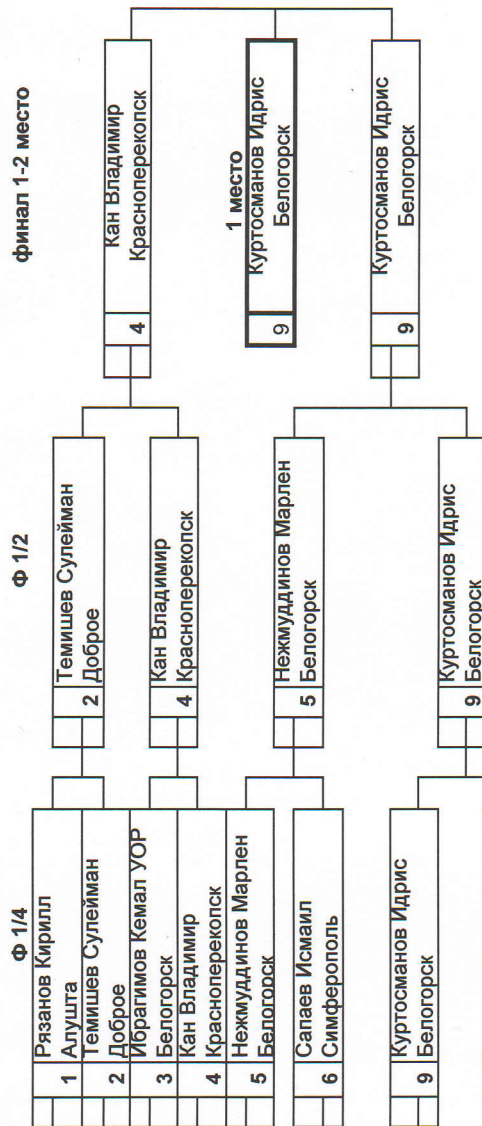 Ф 1/4
1 Рязанов Кирилл
Алушта
2 Темишев Сулейман
Доброе
3 Ибрагимов Кемал УОР
Белогорск
4 Кан Владимир
Красноперекопск
5 Нежмуддинов Марлен
Белогорск
6 Сапаев Исмаил
Симферополь
9 Куртосманов Идрис
Белогорск
Ф 1/2
2 Темишев Сулейман
Доброе
4 Кан Владимир
Красноперекопск
5 Нежмуддинов Марлен
Белогорск
9 Куртосманов Идрис
Белогорск
финал 1-2 место
4 Кан Владимир
Красноперекопск
1 место
9 Куртосманов Идрис
Белогорск
9 Куртосманов Идрис
Белогорск